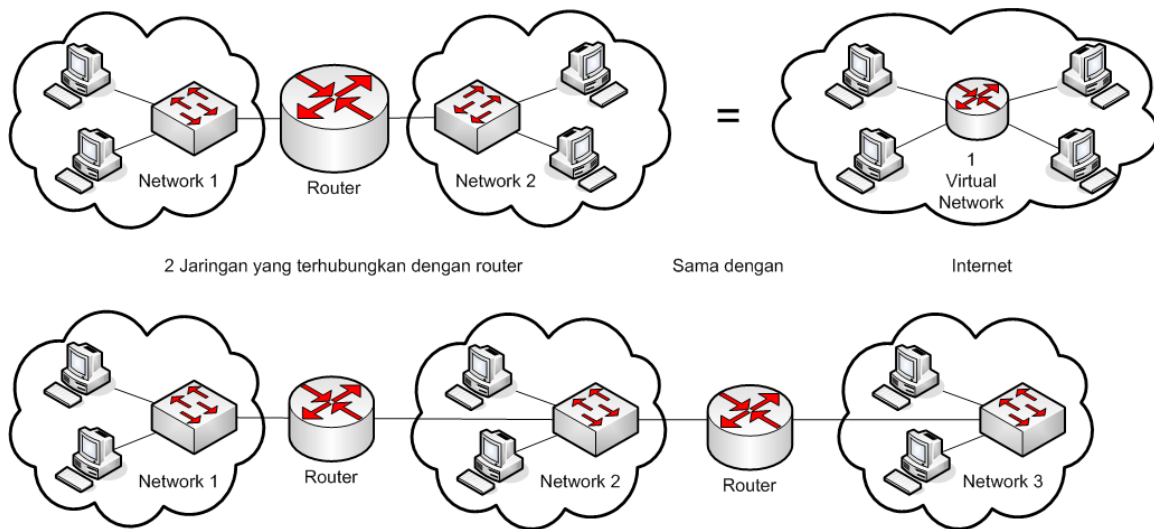 Network 1
Router
Network 2
=
1
Virtual
Network
2 Jaringan yang terhubungkan dengan router
Sama dengan
Internet
Network 1
Router
Network 2
Router
Network 3